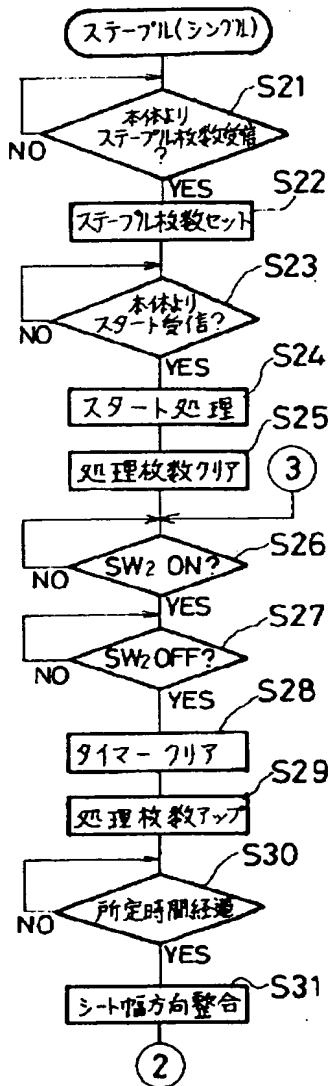 ステープル(シングル)
S21
本体より
ステープル枚数受信
?
NO
YES
S22
ステープル枚数セット
S23
本体より
スタート受信?
NO
YES
S24
スタート処理
S25
処理枚数クリア
3
S26
SW2 ON?
NO
YES
S27
SW2 OFF?
NO
YES
S28
タイマークリア
S29
処理枚数アップ
S30
所定時間経過
NO
YES
S31
シート幅方向整合
2